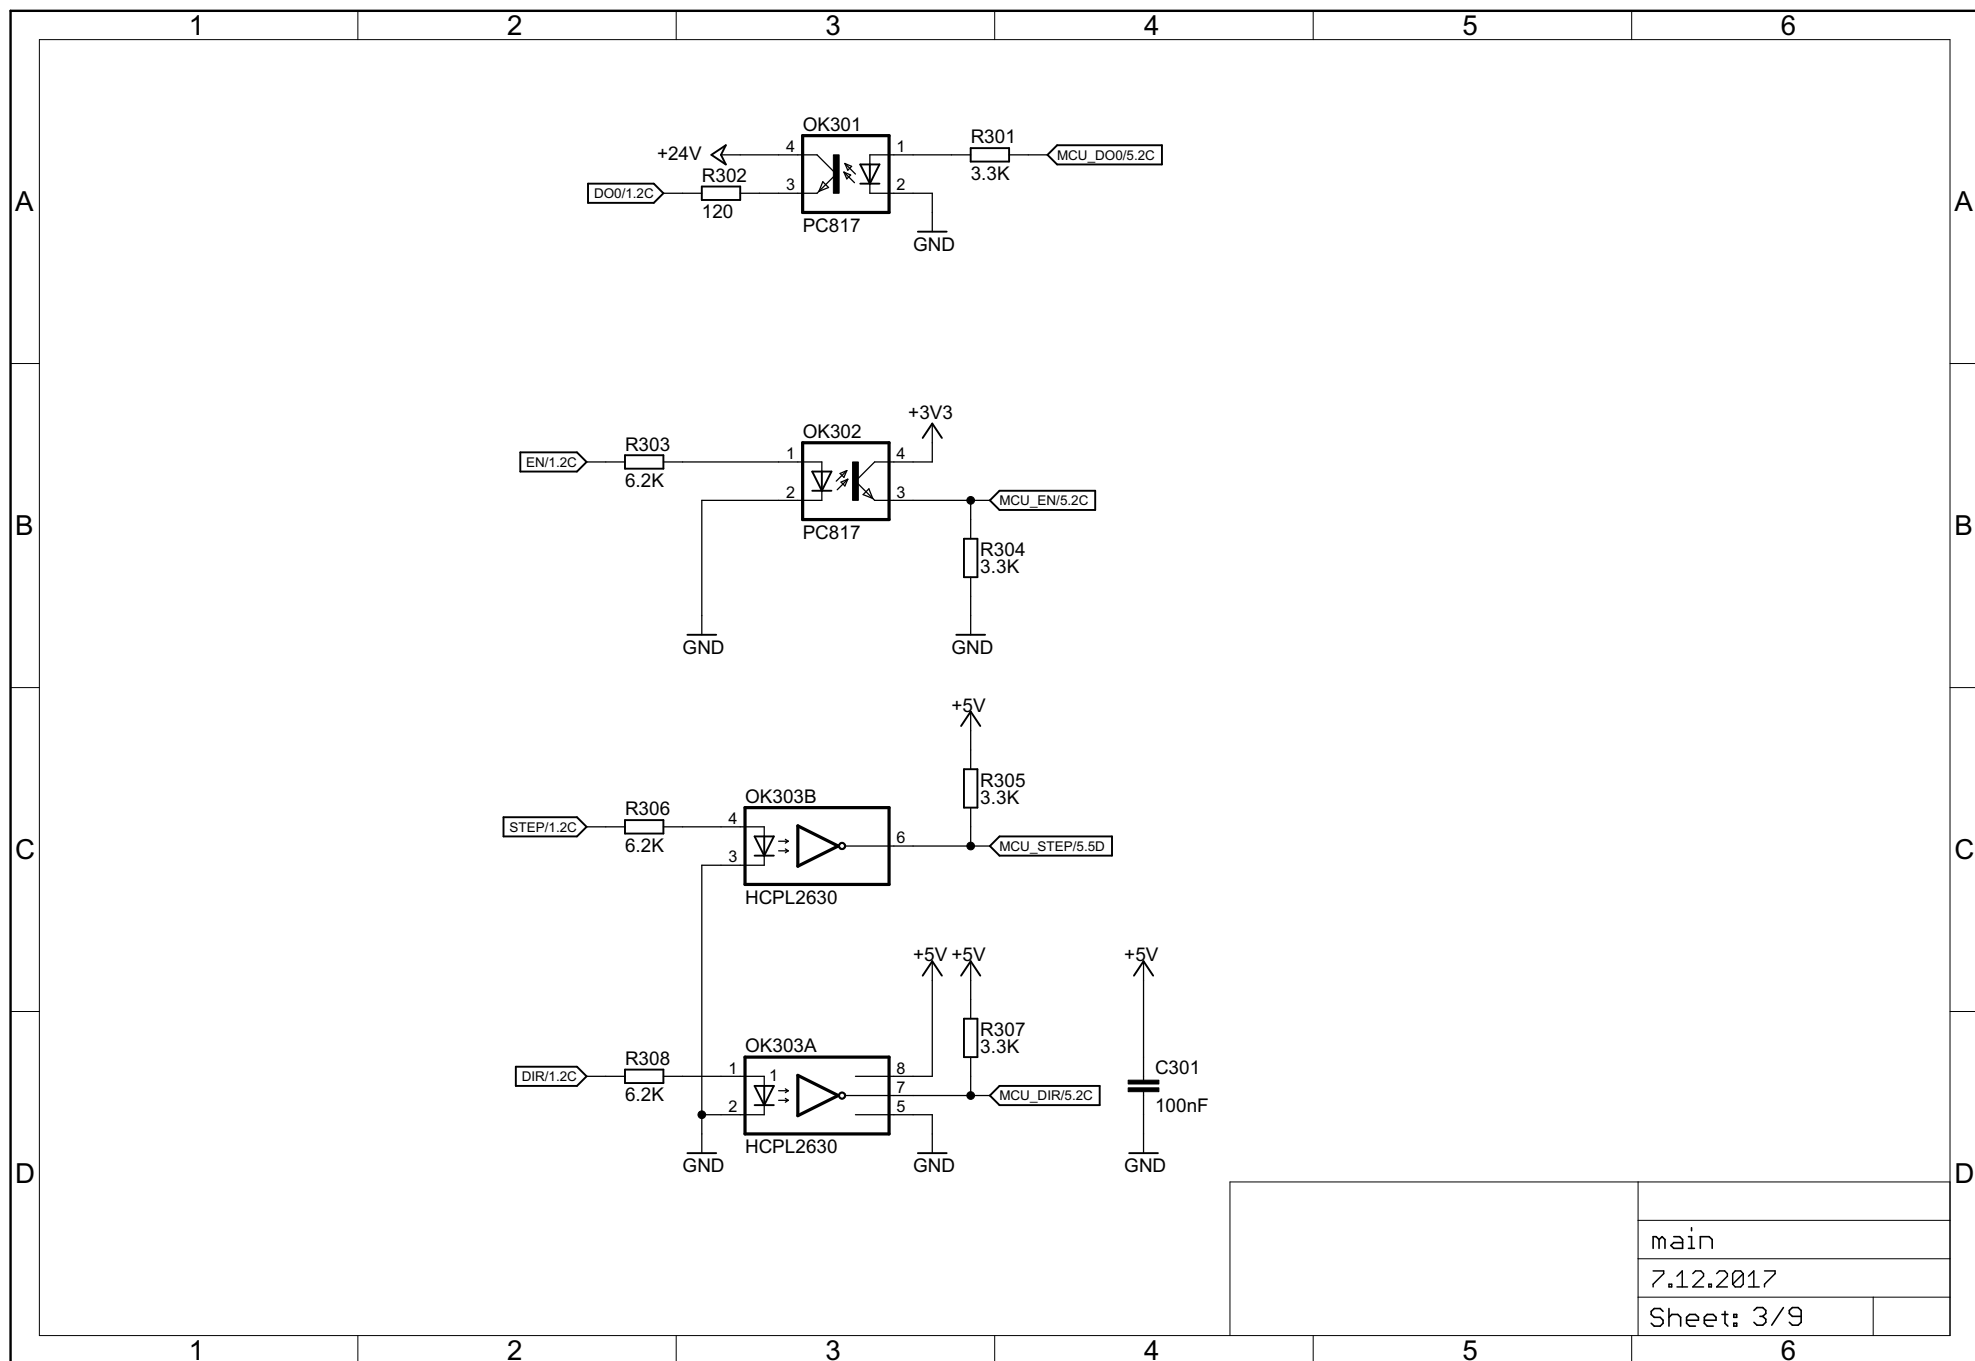 1 2 3 4 5 6
A A
OK301
+24V 4 1 R301 MCU_DO0/5.2C
3.3K
R302
DO0/1.2C 3 2
120
PC817
GND
+3V3
OK302
R303
EN/1.2C 1 4
6.2K
2 3 MCU_EN/5.2C
B B
PC817
R304
3.3K
GND GND
+5V
R305
3.3K
OK303B
R306
STEP/1.2C 4
6.2K
6 MCU_STEP/5.5D
3
C C
HCPL2630
+5V +5V +5V
R307
3.3K
OK303A
R308
DIR/1.2C 1 1 8
6.2K
7 MCU_DIR/5.2C
2 5
C301
100nF
HCPL2630
GND GND GND
D D
main
7.12.2017
Sheet: 3/9
1 2 3 4 5 6